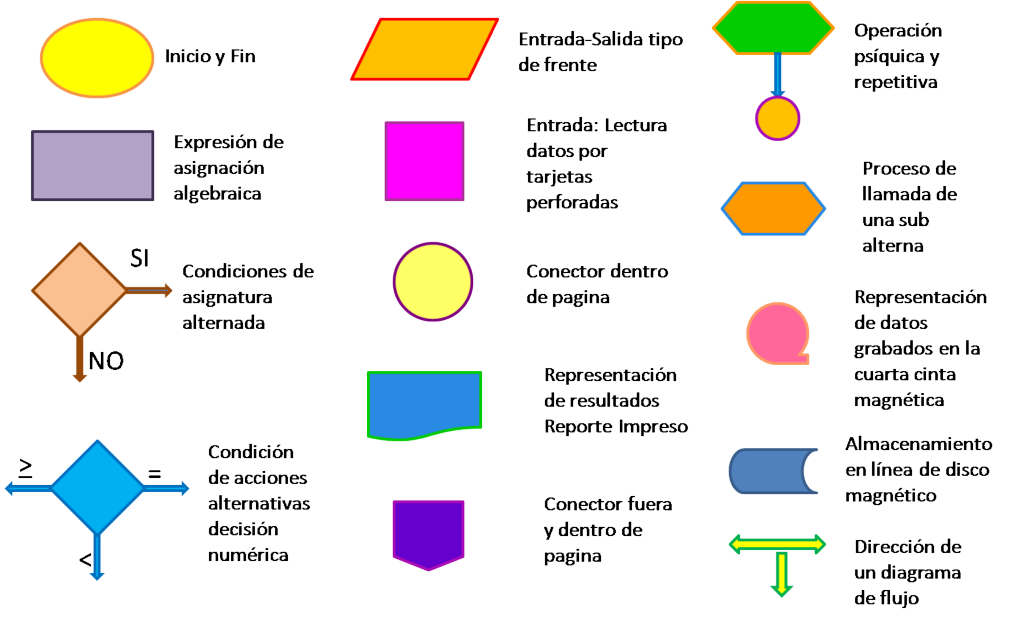 Inicio y Fin
Expresión de
asignación
algebraica
SI
Condiciones de
asignatura
alternada
NO
Condición
de acciones
alternativas
decisión
numérica
≥
=
<
Entrada-Salida tipo
de frente
Entrada: Lectura
datos por
tarjetas
perforadas
Conector dentro
de pagina
Representación
de resultados
Reporte Impreso
Conector fuera
y dentro de
pagina
Operación
psíquica y
repetitiva
Proceso de
llamada de
una sub
alterna
Representación
de datos
grabados en la
cuarta cinta
magnética
Almacenamiento
en línea de disco
magnético
Dirección de
un diagrama
de flujo